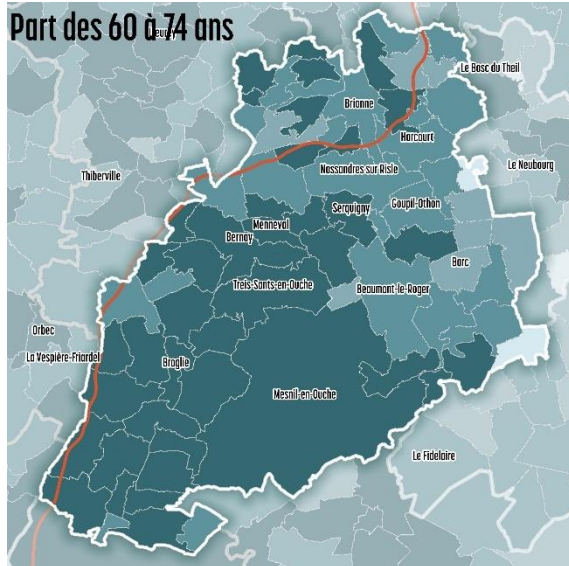 Part des 60 à 74 ans
Le Bosc du Theil
Brionne
Harcourt
Le Neubourg
Nassandres sur Risle
Thiberville
Serquigny
Goupil-Othon
Menneval
Bernay
Barc
Treis-Sants-en-Ouche
Beaumont-le-Roger
Orbec
La Vespière-Friardel
Broglie
Mesnil-en-Ouche
Le Fidelaire